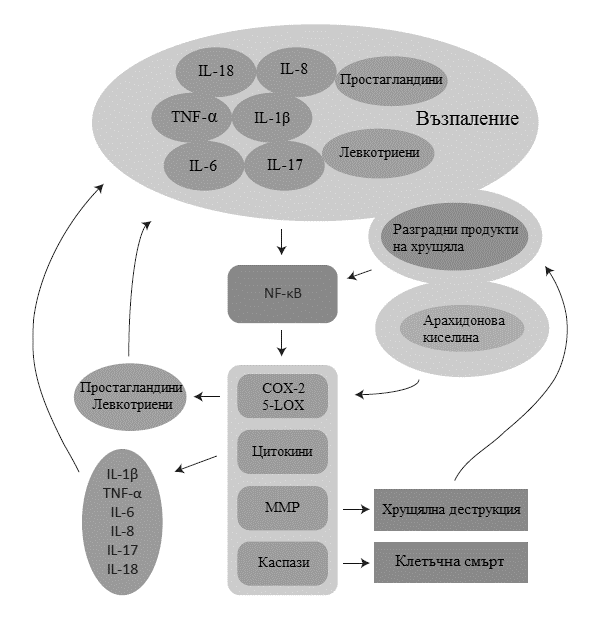 IL-18
IL-8
Простагландини
TNF-α
IL-1β
Възпаление
IL-6
IL-17
Левкотриени
Разградни продукти
на хрущяла
NF-κB
Арахидонова
киселина
COX-2
5-LOX
Простагландини
Левкотриени
Цитокини
IL-1β
TNF-α
IL-6
IL-8
IL-17
IL-18
MMP
Хрущялна деструкция
Каспази
Клетъчна смърт